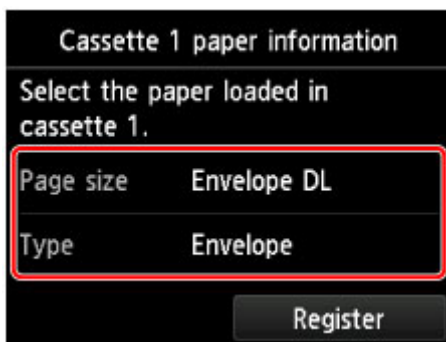 Cassette 1 paper information
Select the paper loaded in
cassette 1.
Page size Envelope DL
Type Envelope
Register